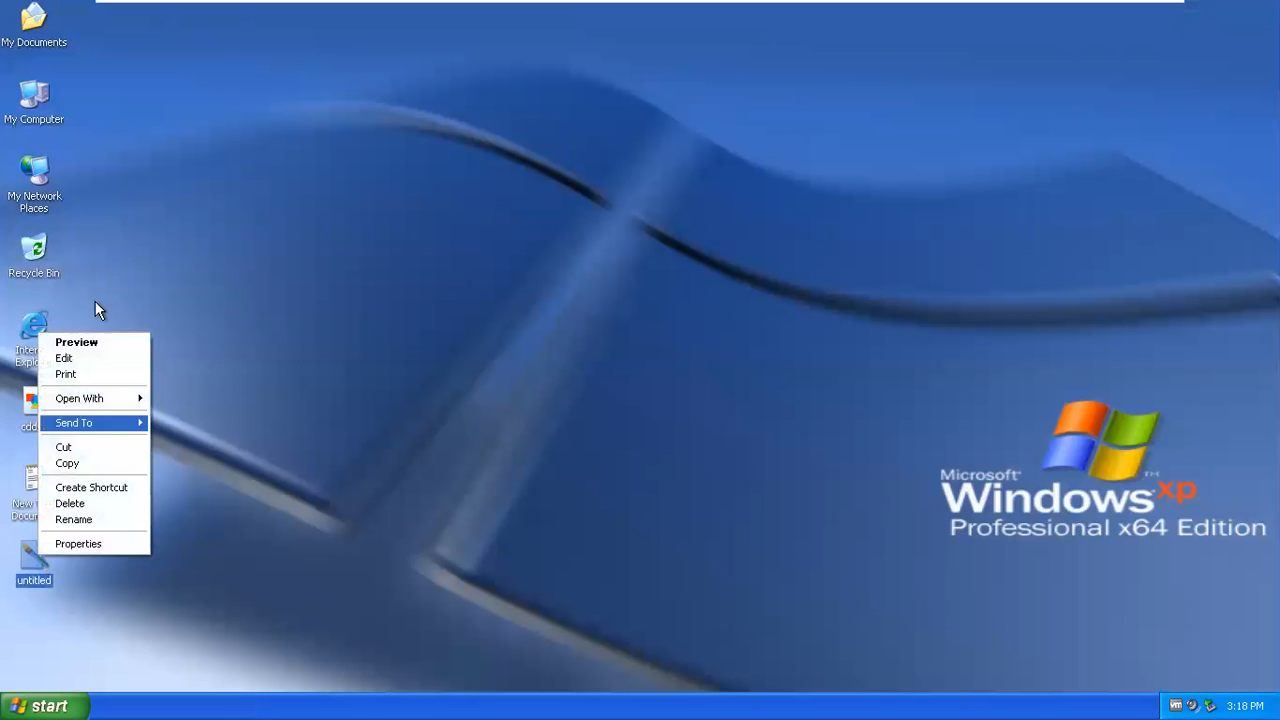 My Documents
My Computer
My Network
Places
Recycle Bin
Preview
Edit
Print
Open With
Send To
Cut
Copy
Create Shortcut
Delete
Rename
Properties
untitled
Microsoft
Windows xp
Professional x64 Edition
start
vm
3:18 PM